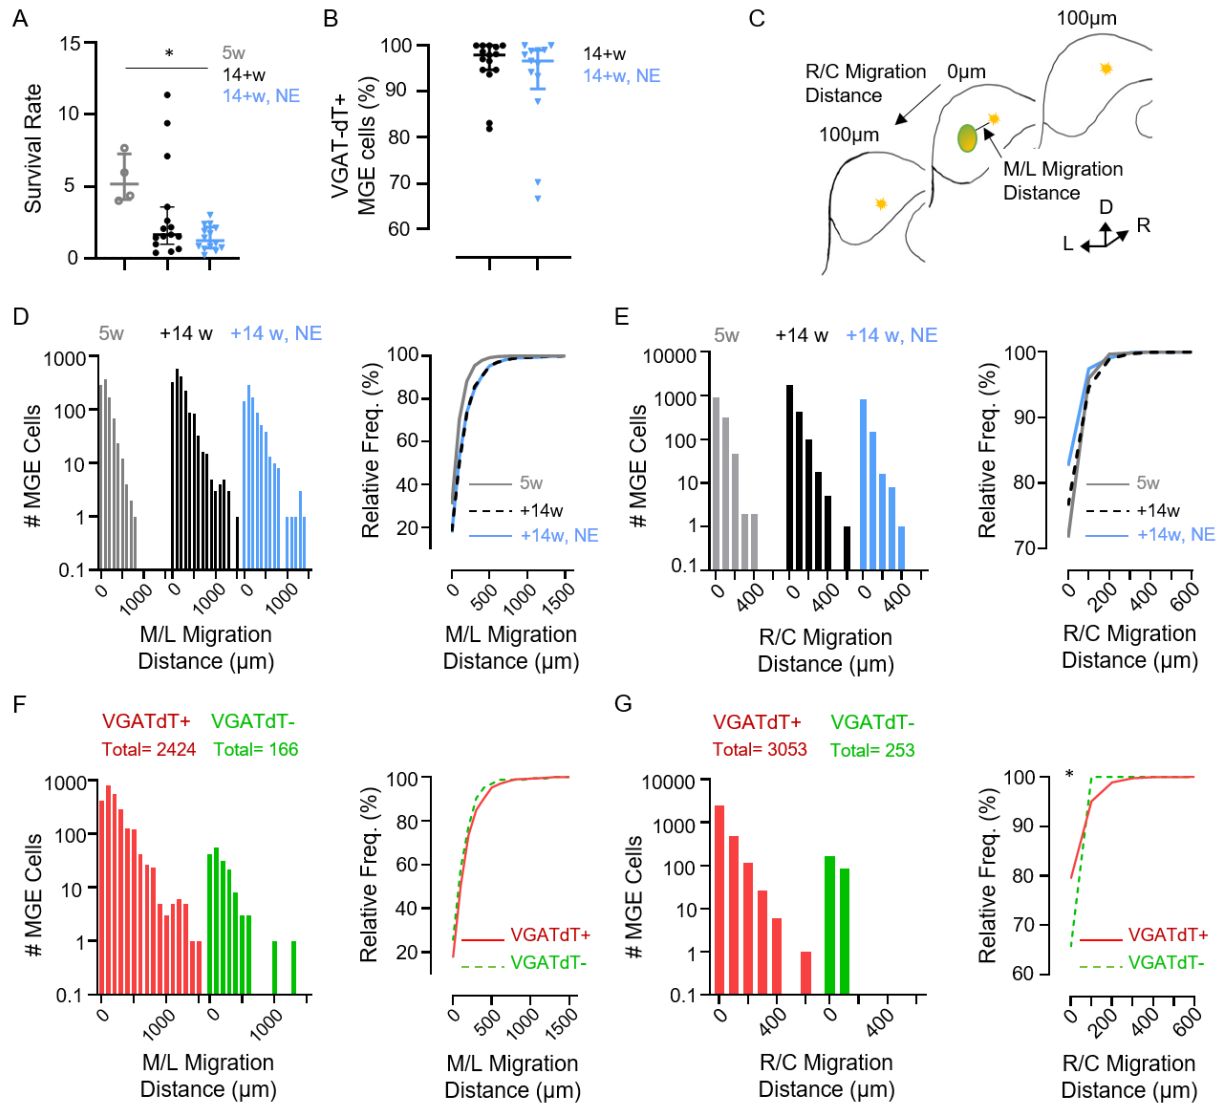 A
Survival Rate
15
10
5
0
*
5w
14+w
14+w, NE
B
VGAT-dT+
MGE cells (%)
100
90
80
70
60
14+w
14+w, NE
C
100µm
R/C Migration
Distance
0µm
100µm
M/L Migration
Distance
D
R
L
D
5w
+14 w
+14 w, NE
# MGE Cells
1000
100
10
1
0.1
0
1000
0
1000
0
1000
M/L Migration
Distance (µm)
Relative Freq. (%)
100
80
60
40
20
5w
+14w
+14w, NE
0
500
1000
1500
M/L Migration
Distance (µm)
E
5w
+14 w
+14 w, NE
# MGE Cells
10000
1000
100
10
1
0.1
0
400
0
400
0
400
R/C Migration
Distance (µm)
Relative Freq. (%)
100
90
80
70
5w
+14w
+14w, NE
0
200
400
600
R/C Migration
Distance (µm)
F
VGATdT+
VGATdT-
Total= 2424
Total= 166
# MGE Cells
1000
100
10
1
0.1
0
1000
0
1000
M/L Migration
Distance (µm)
Relative Freq. (%)
100
80
60
40
20
VGATdT+
VGATdT-
0
500
1000
1500
M/L Migration
Distance (µm)
G
VGATdT+
VGATdT-
Total= 3053
Total= 253
# MGE Cells
10000
1000
100
10
1
0.1
0
400
0
400
R/C Migration
Distance (µm)
Relative Freq. (%)
100
90
80
70
60
*
VGATdT+
VGATdT-
0
200
400
600
R/C Migration
Distance (µm)